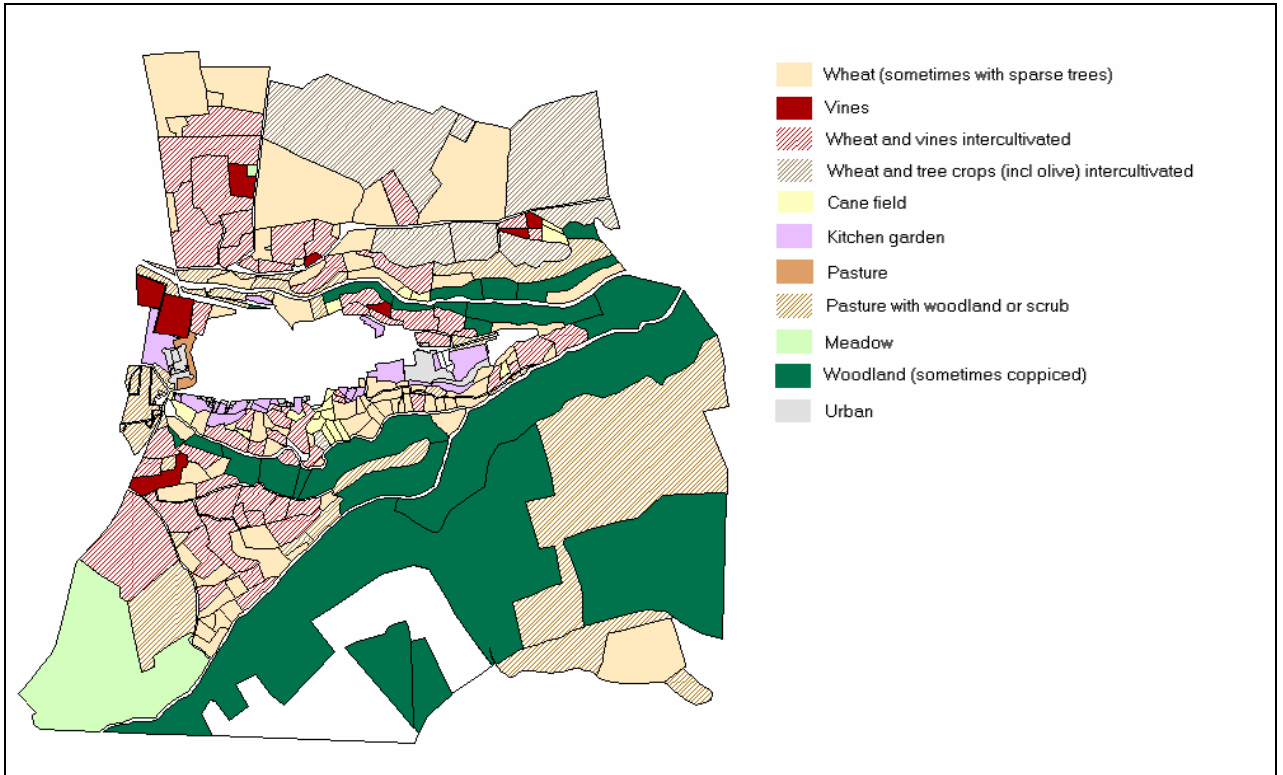 Wheat (sometimes with sparse trees)
Vines
Wheat and vines intercultivated
Wheat and tree crops (incl olive) intercultivated
Cane field
Kitchen garden
Pasture
Pasture with woodland or scrub
Meadow
Woodland (sometimes coppiced)
Urban